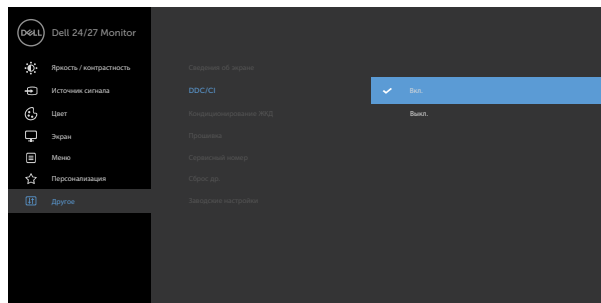 DELL Dell 24/27 Monitor
Яркость / контрастность
Сведения об экране
Источник сигнала
DDC/CI
Вкл.
Цвет
Кондиционирование ЖКД
Выкл.
Экран
Прошивка
Меню
Сервисный номер
Персонализация
Сброс др.
Другое
Заводские настройки